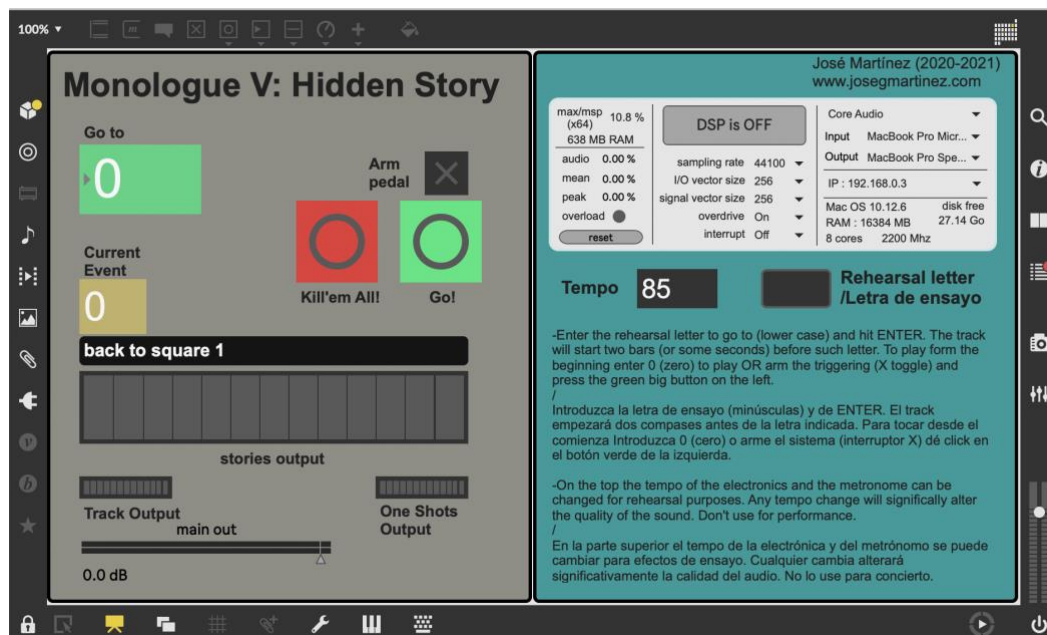 100%
Monologue V: Hidden Story
Go to
0
Arm
pedal
Kill'em All!
Go!
Current
Event
0
back to square 1
stories output
Track Output
main out
One Shots
Output
0.0 dB
José Martínez (2020-2021)
www.josegmartinez.com
max/msp
(x64)
10.8 %
638 MB RAM
audio 0.00 %
mean 0.00 %
peak 0.00 %
overload
reset
DSP is OFF
sampling rate 44100
I/O vector size 256
signal vector size 256
overdrive On
interrupt Off
Core Audio
Input MacBook Pro Micr...
Output MacBook Pro Spe...
IP : 192.168.0.3
Mac OS 10.12.6 disk free
RAM : 16384 MB 27.14 Go
8 cores 2200 Mhz
Tempo 85
Rehearsal letter
/Letra de ensayo
-Enter the rehearsal letter to go to (lower case) and hit ENTER. The track
will start two bars (or some seconds) before such letter. To play form the
beginning enter 0 (zero) to play OR arm the triggering (X toggle) and
press the green big button on the left.
/
Introduzca la letra de ensayo (minúsculas) y de ENTER. El track
empezará dos compases antes de la letra indicada. Para tocar desde el
comienza Introduzca 0 (cero) o arme el sistema (interruptor X) dé click en
el botón verde de la izquierda.
-On the top the tempo of the electronics and the metronome can be
changed for rehearsal purposes. Any tempo change will significally alter
the quality of the sound. Don't use for performance.
/
En la parte superior el tempo de la electrónica y del metrónomo se puede
cambiar para efectos de ensayo. Cualquier cambia alterará
significativamente la calidad del audio. No lo use para concierto.